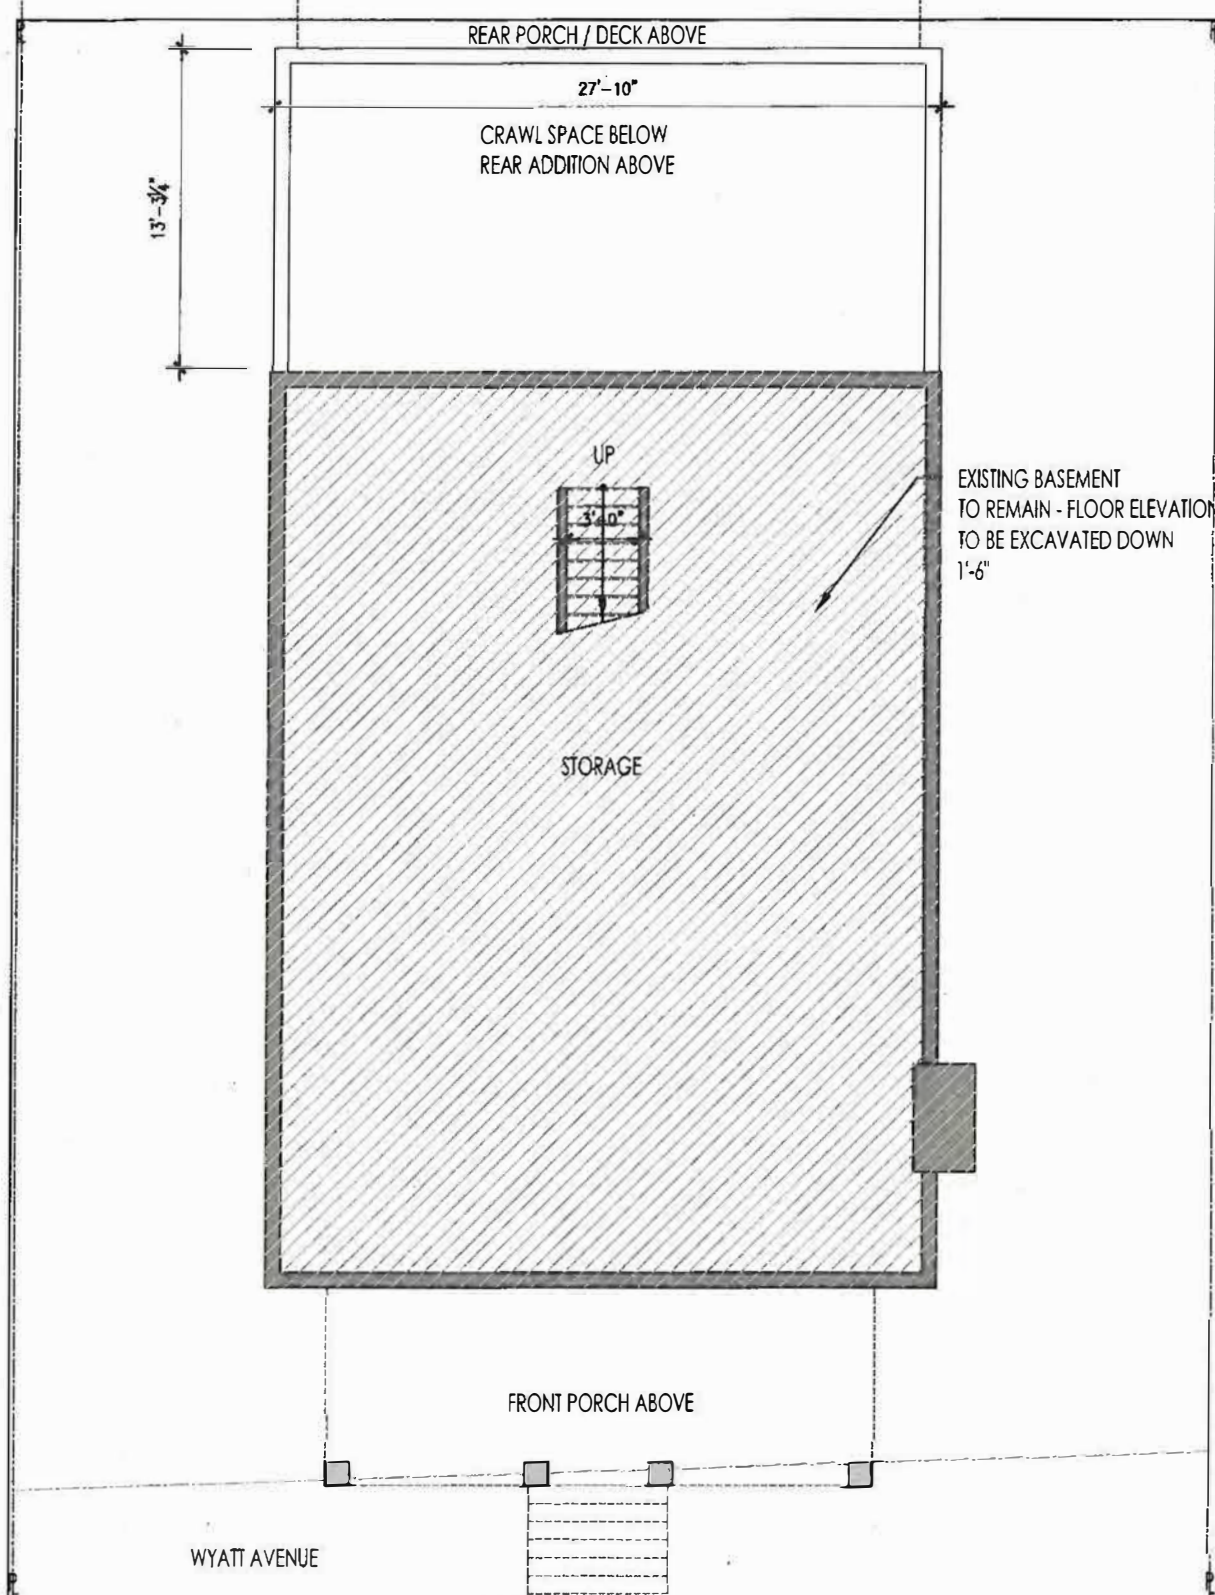 REAR PORCH / DECK ABOVE
27'-10"
CRAWL SPACE BELOW
REAR ADDITION ABOVE
13'-3¼"
UP
3'-0"
EXISTING BASEMENT
TO REMAIN - FLOOR ELEVATION
TO BE EXCAVATED DOWN
1'-6"
STORAGE
FRONT PORCH ABOVE
WYATT AVENUE